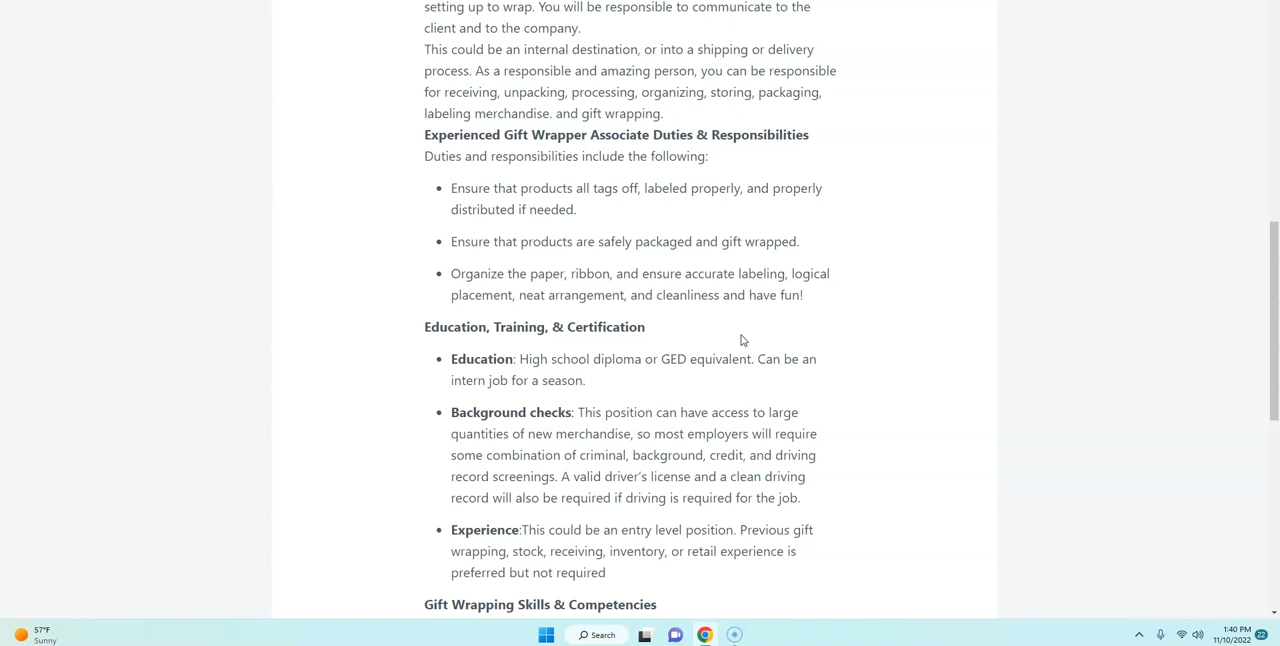 setting up to wrap. You will be responsible to communicate to the
client and to the company.
This could be an internal destination, or into a shipping or delivery
process. As a responsible and amazing person, you can be responsible
for receiving, unpacking, processing, organizing, storing, packaging,
labeling merchandise. and gift wrapping.
Experienced Gift Wrapper Associate Duties & Responsibilities
Duties and responsibilities include the following:
• Ensure that products all tags off, labeled properly, and properly
distributed if needed.
• Ensure that products are safely packaged and gift wrapped.
• Organize the paper, ribbon, and ensure accurate labeling, logical
placement, neat arrangement, and cleanliness and have fun!
Education, Training, & Certification
• Education: High school diploma or GED equivalent. Can be an
intern job for a season.
• Background checks: This position can have access to large
quantities of new merchandise, so most employers will require
some combination of criminal, background, credit, and driving
record screenings. A valid driver's license and a clean driving
record will also be required if driving is required for the job.
• Experience:This could be an entry level position. Previous gift
wrapping, stock, receiving, inventory, or retail experience is
preferred but not required
Gift Wrapping Skills & Competencies
57°F
Sunny
Search
1:40 PM
11/10/2022
22